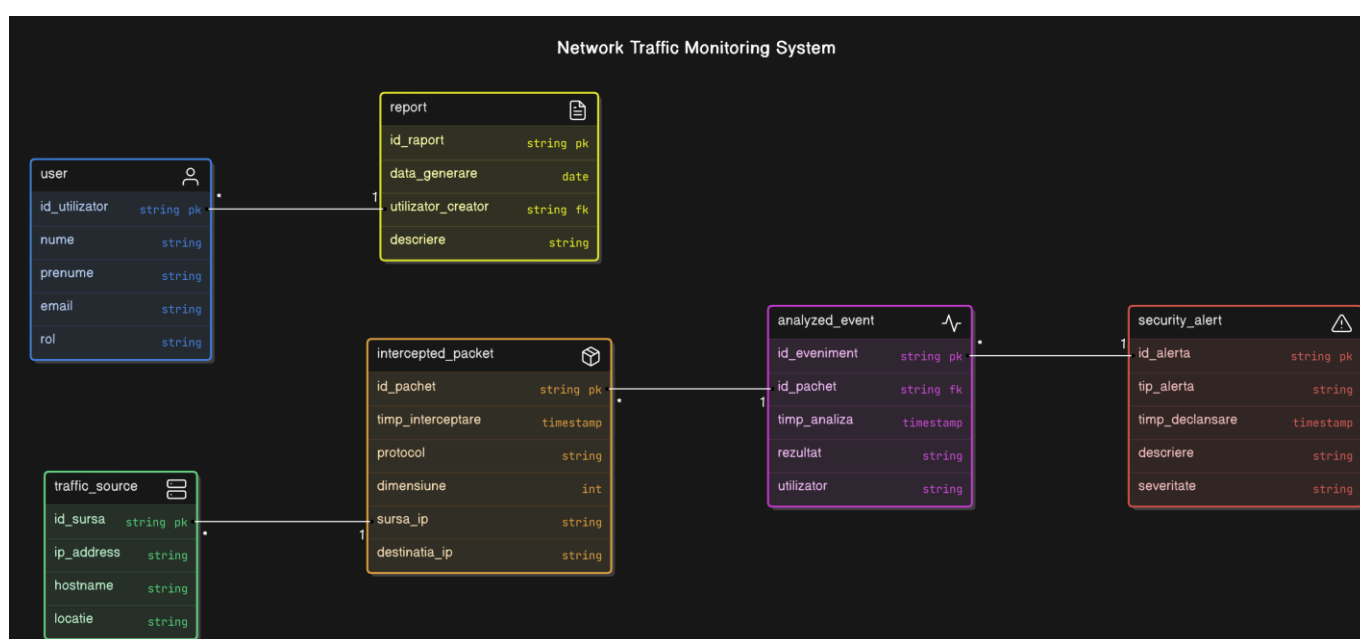 Network Traffic Monitoring System
report
id_raport string pk
data_generare date
utilizator_creator string fk
descriere string
user
id_utilizator string pk
nume string
prenume string
email string
rol string
* 1
intercepted_packet
id_pachet string pk
timp_interceptare timestamp
protocol string
dimensiune int
sursa_ip string
destinatia_ip string
traffic_source
id_sursa string pk
ip_address string
hostname string
locatie string
* 1
analyzed_event
id_eveniment string pk
id_pachet string fk
timp_analiza timestamp
rezultat string
utilizator string
* 1
security_alert
id_alerta string pk
tip_alerta string
timp_declansare timestamp
descriere string
severitate string
* 1